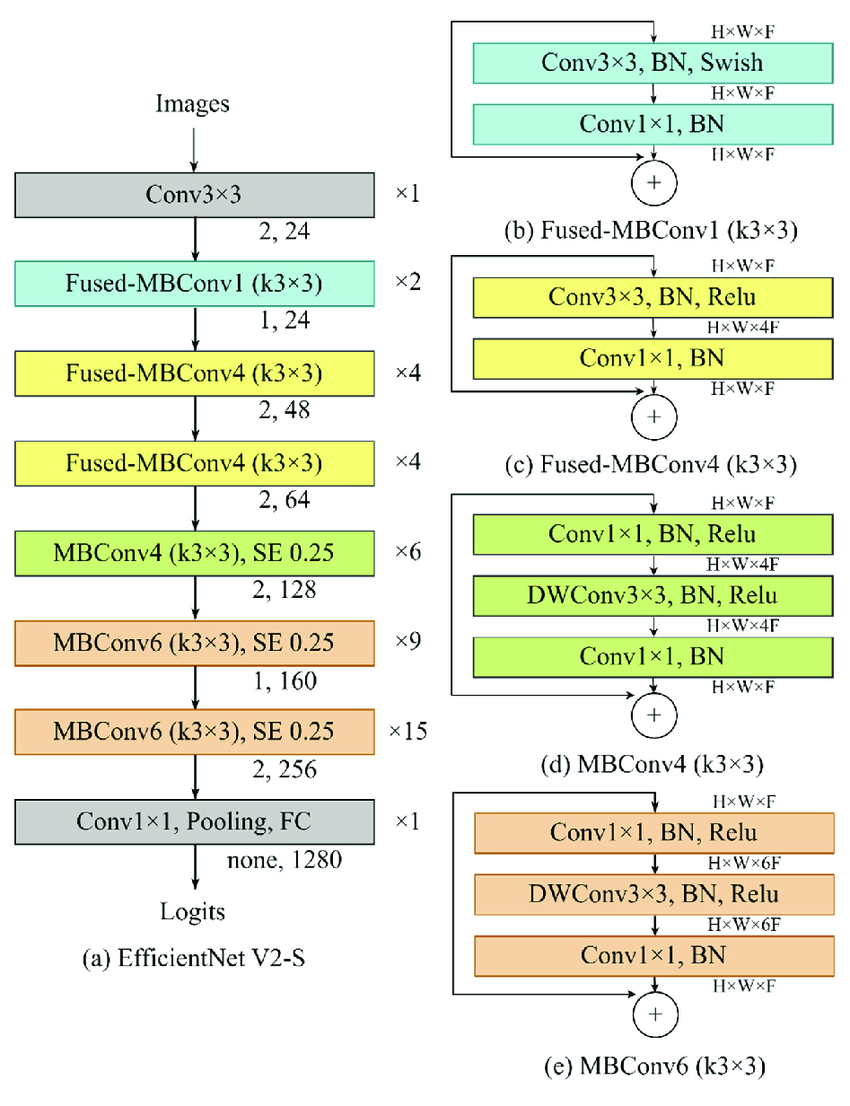 Images
Conv3×3
×1
2, 24
Fused-MBConv1 (k3×3)
×2
1, 24
Fused-MBConv4 (k3×3)
×4
2, 48
Fused-MBConv4 (k3×3)
×4
2, 64
MBConv4 (k3×3), SE 0.25
×6
2, 128
MBConv6 (k3×3), SE 0.25
×9
1, 160
MBConv6 (k3×3), SE 0.25
×15
2, 256
Conv1×1, Pooling, FC
×1
none, 1280
Logits
(a) EfficientNet V2-S
H×W×F
Conv3×3, BN, Swish
H×W×F
Conv1×1, BN
H×W×F
+
(b) Fused-MBConv1 (k3×3)
H×W×F
Conv3×3, BN, Relu
H×W×4F
Conv1×1, BN
H×W×F
+
(c) Fused-MBConv4 (k3×3)
H×W×F
Conv1×1, BN, Relu
H×W×4F
DWConv3×3, BN, Relu
H×W×4F
Conv1×1, BN
H×W×F
+
(d) MBConv4 (k3×3)
H×W×F
Conv1×1, BN, Relu
H×W×6F
DWConv3×3, BN, Relu
H×W×6F
Conv1×1, BN
H×W×F
+
(e) MBConv6 (k3×3)